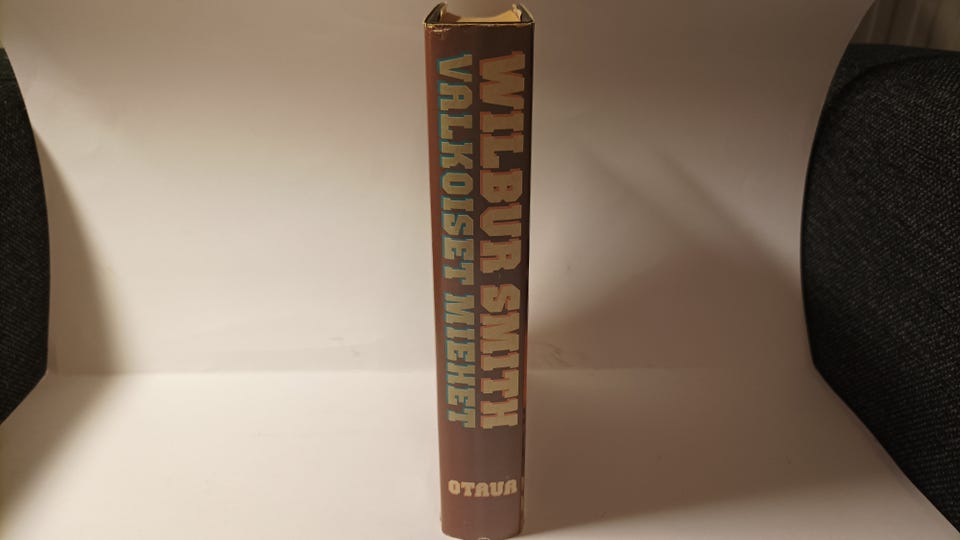 WILBUR SMITH
VALKOISET MIEHET
OTAVA